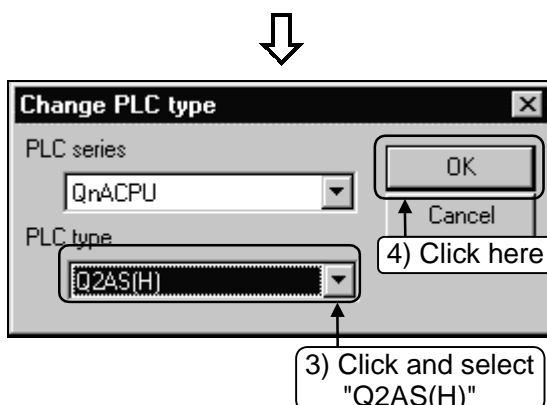 Change PLC type
PLC series
OK
QnACPU
Cancel
PLC type
4) Click here
Q2AS(H)
3) Click and select
"Q2AS(H)"